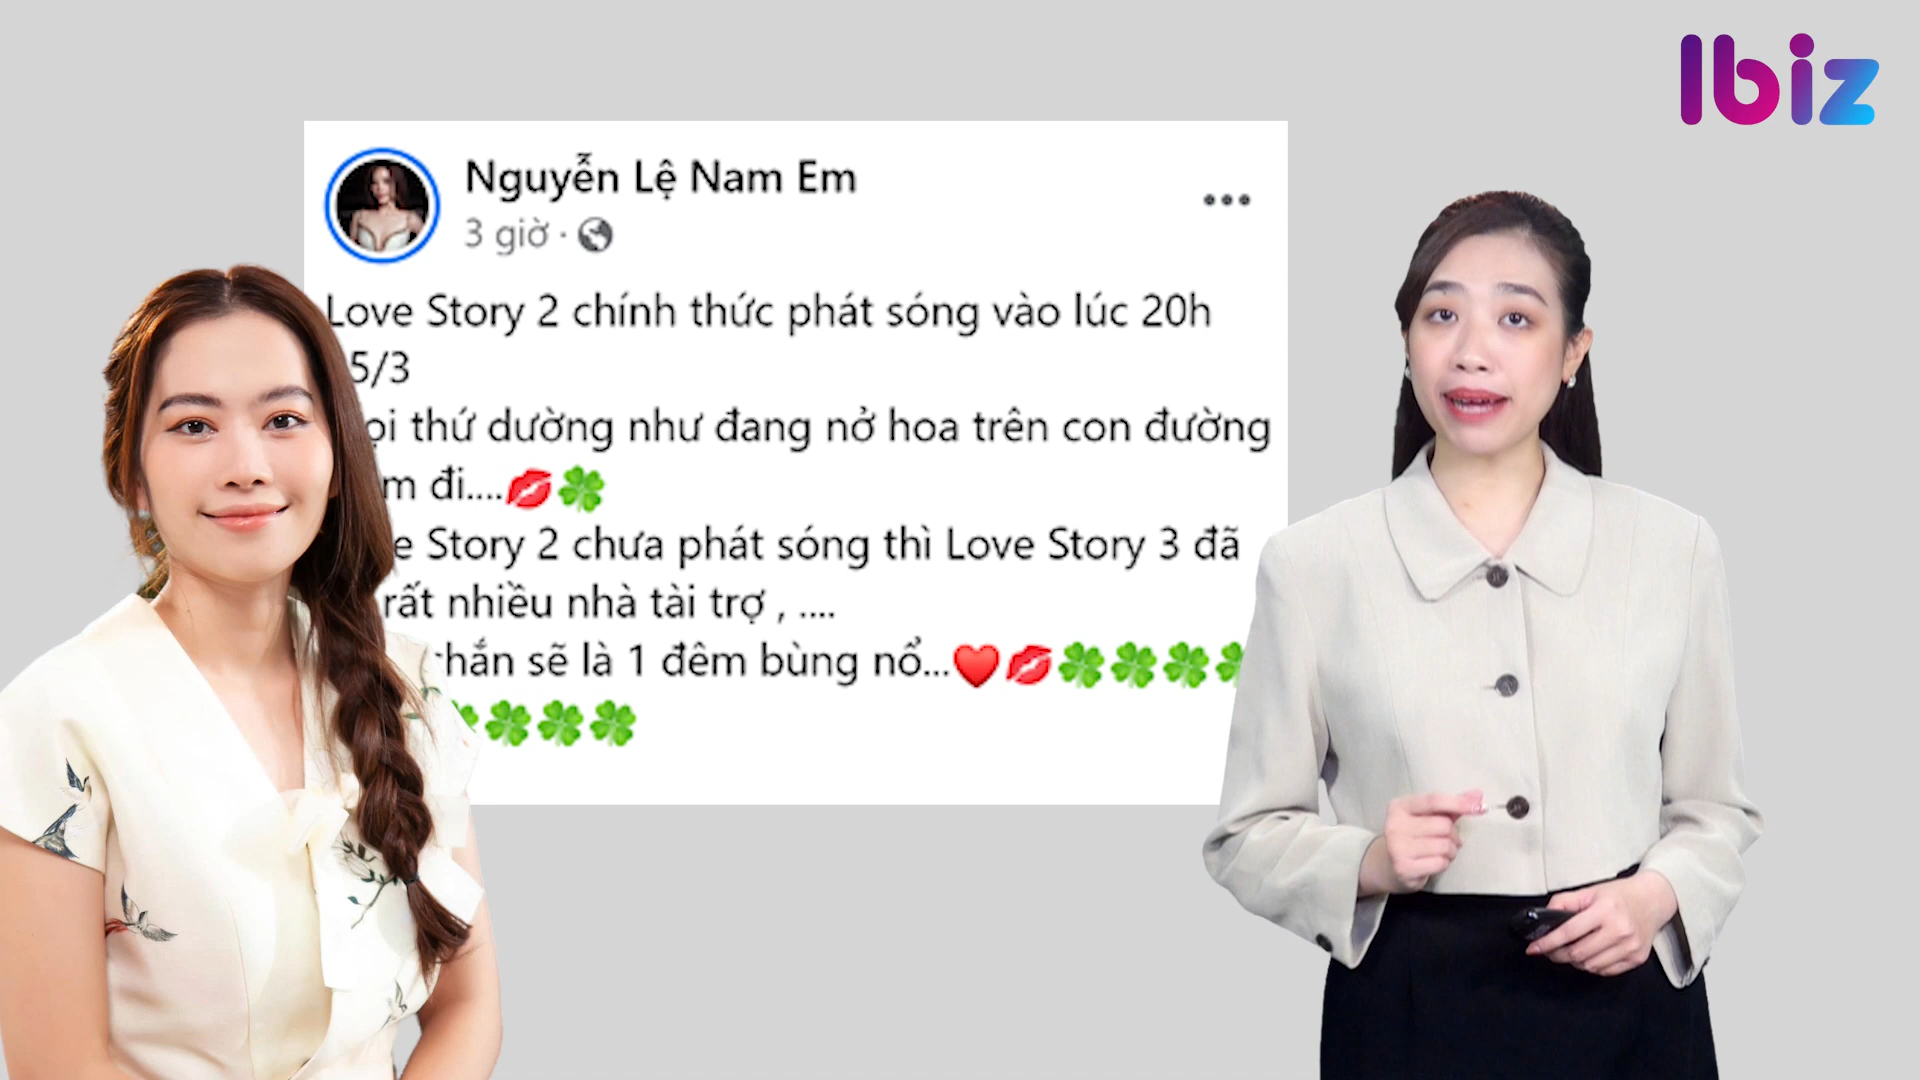 Ibiz
Nguyễn Lệ Nam Em
3 giờ ·
Love Story 2 chính thức phát sóng vào lúc 20h
5/3
thứ dường như đang nở hoa trên con đường
đi....💋🍀
Story 2 chưa phát sóng thì Love Story 3 đã
rất nhiều nhà tài trợ , ....
sẽ là 1 đêm bùng nổ...❤️💋🍀🍀🍀🍀
🍀🍀🍀🍀